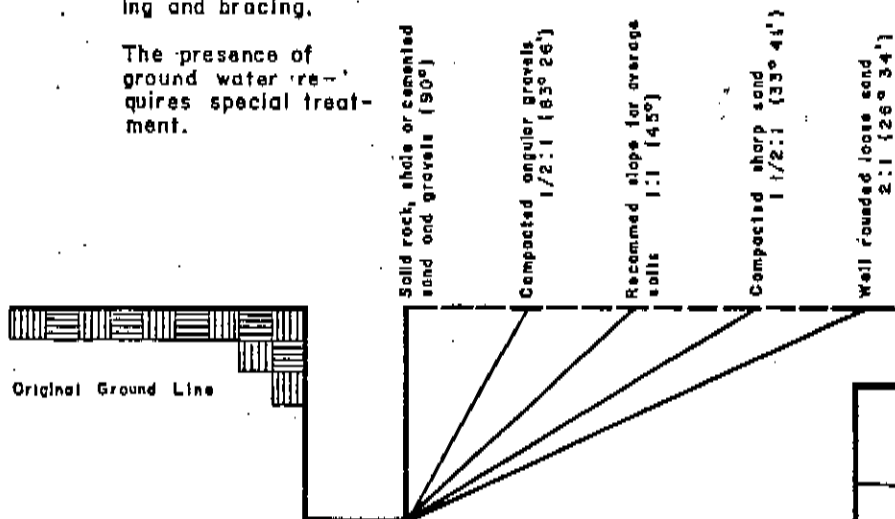 ing and bracing.
The presence of
ground water re-
quires special treat-
ment.
Solid rock, shale or cemented
sand and gravels (90°)
Compacted angular gravels
1/2:1 (63° 26')
Recommed slope for average
soils 1:1 (45°)
Compacted sharp sand
1 1/2:1 (33° 41')
Well rounded loose sand
2:1 (26° 34')
Original Ground Line